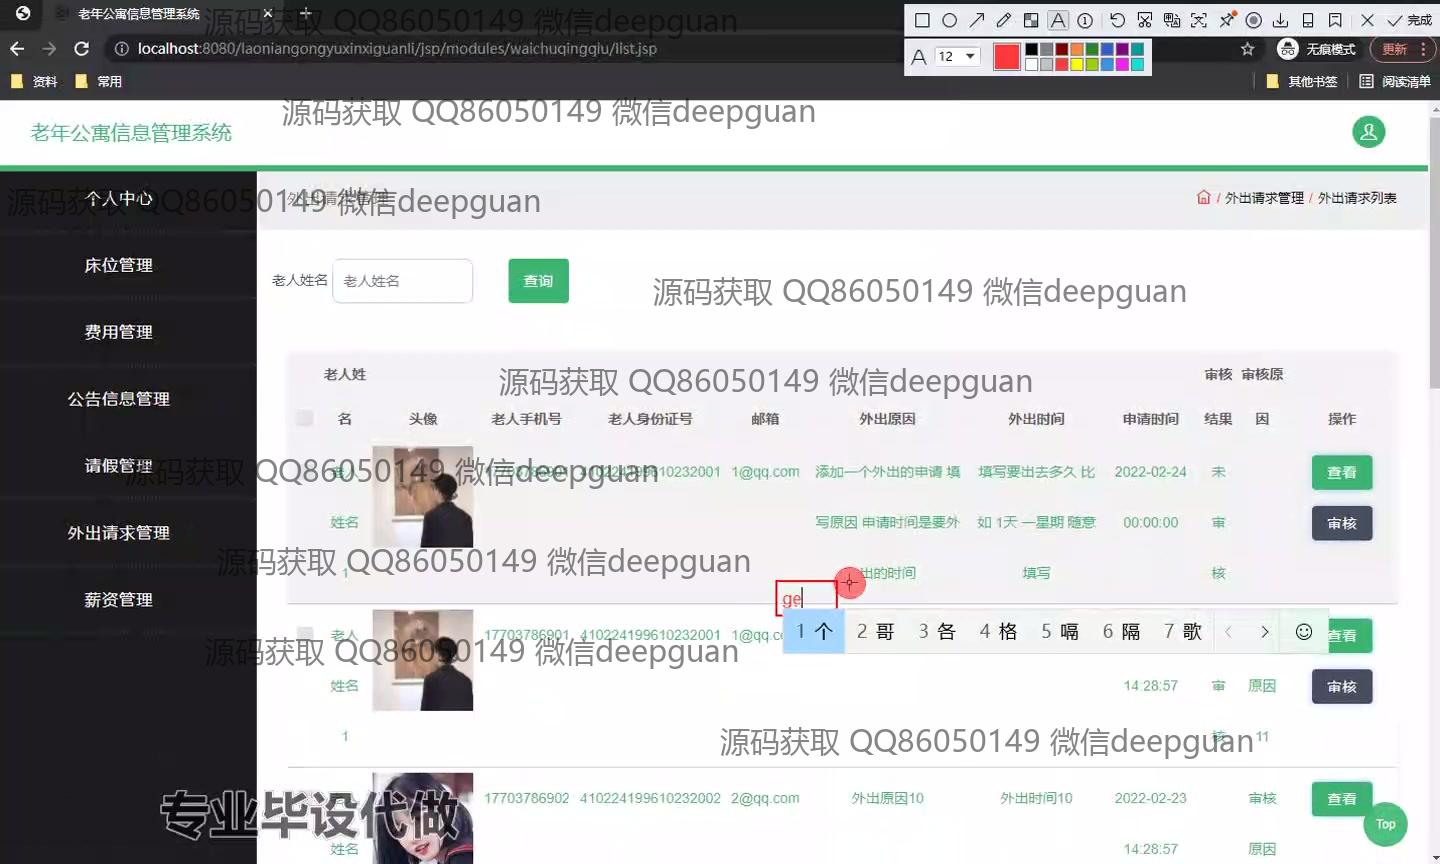 老年公寓信息管理系统
源码获取 QQ86050149 微信deepguan
完成
localhost:8080/laoniangongyuxinxiguanli/jsp/modules/waichuqingqiu/list.jsp
A 12
无痕模式 更新
资料 常用
其他书签 阅读清单
源码获取 QQ86050149 微信deepguan
老年公寓信息管理系统
个人中心
源码获取 QQ86050149 微信deepguan
外出请求管理
/ 外出请求管理 / 外出请求列表
床位管理
老人姓名 老人姓名 查询
源码获取 QQ86050149 微信deepguan
费用管理
老人姓
审核 审核原
源码获取 QQ86050149 微信deepguan
公告信息管理
名 头像 老人手机号 老人身份证号 邮箱 外出原因 外出时间 申请时间 结果 因 操作
请假管理
源码获取 QQ86050149 微信deepguan
410224199610232001 1@qq.com 添加一个外出的申请 填 填写要出去多久 比 2022-02-24 未 查看
外出请求管理
姓名 写原因 申请时间是要外 如 1天 一星期 随意 00:00:00 审 审核
源码获取 QQ86050149 微信deepguan
1 出的时间 填写 核
薪资管理
ge
1 个 2 哥 3 各 4 格 5 嗝 6 隔 7 歌
老人 17703786901 410224199610232001 查看
源码获取 QQ86050149 微信deepguan
姓名 14:28:57 审 原因 审核
1 核 11
源码获取 QQ86050149 微信deepguan
17703786902 410224199610232002 2@qq.com 外出原因10 外出时间10 2022-02-23 审核 查看
专业毕设代做
Top
姓名 14:28:57 原因